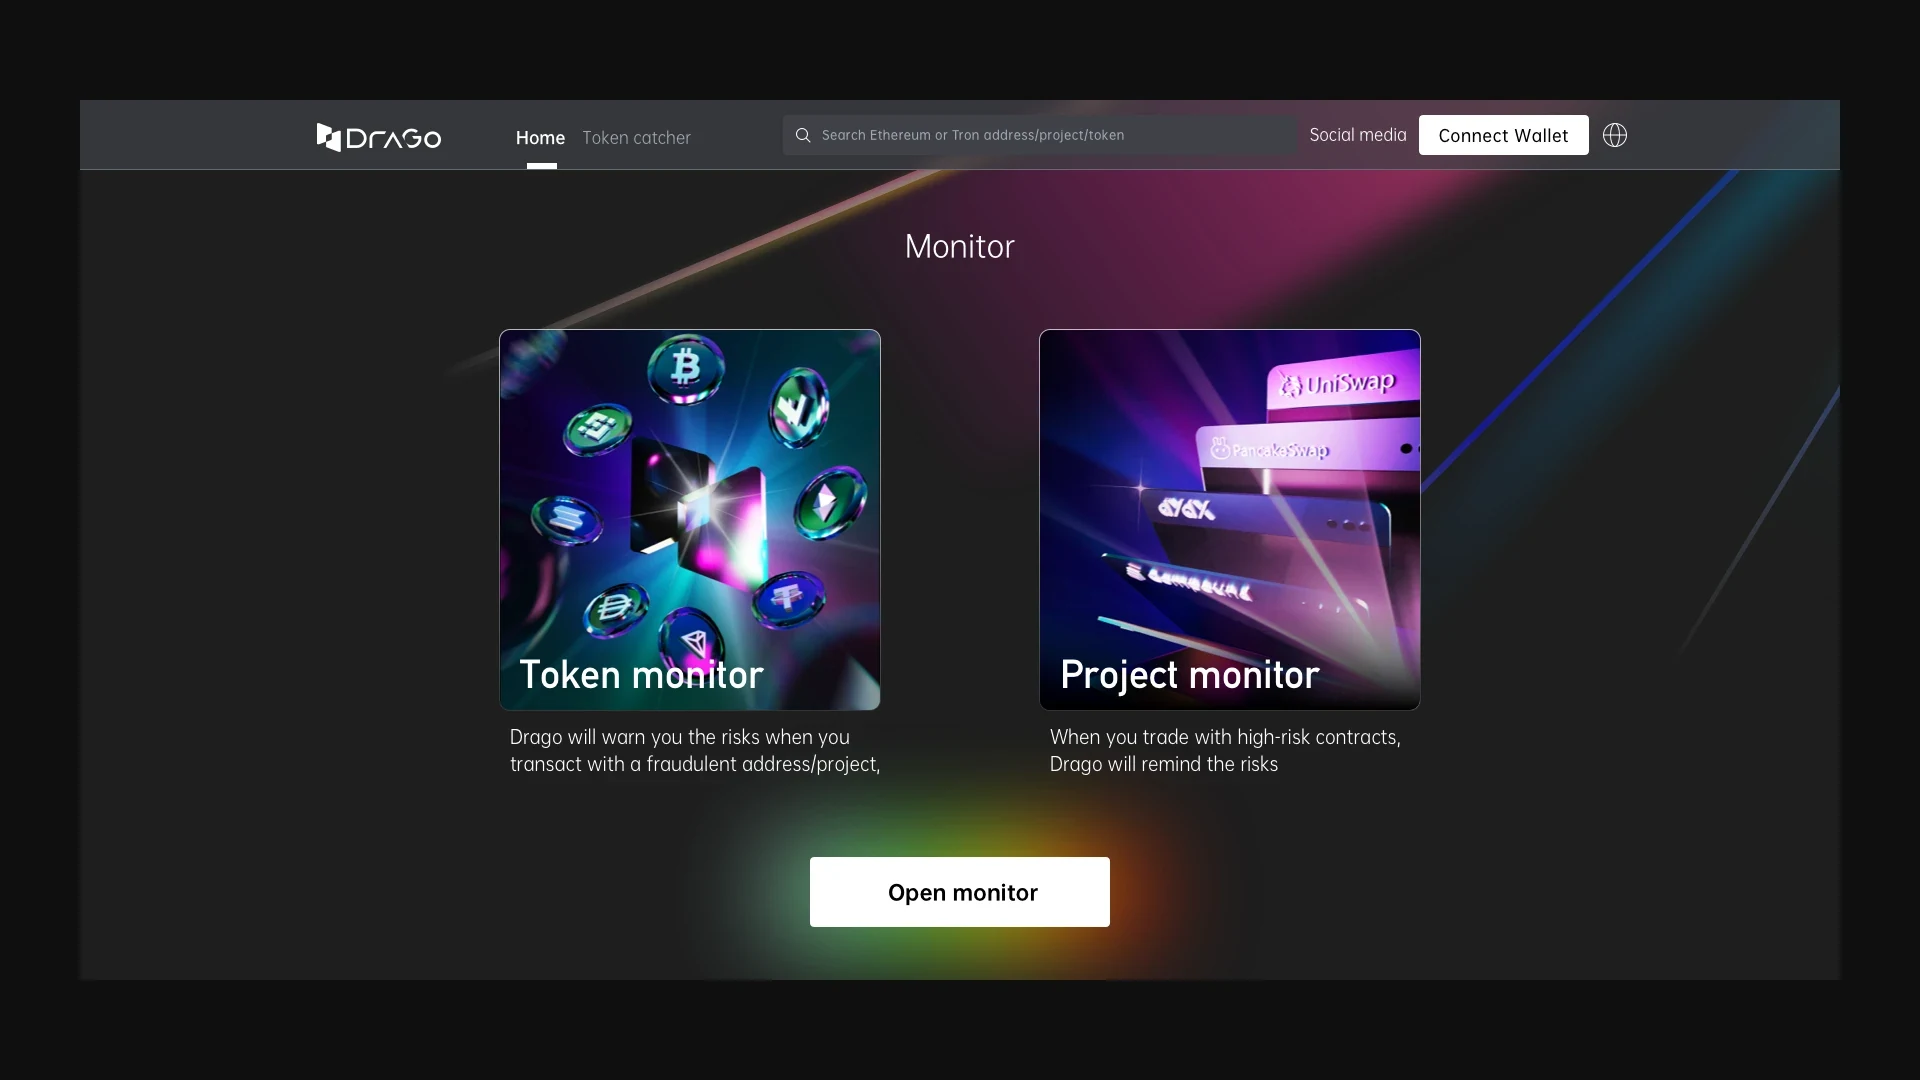 DRAGO
Home Token catcher
Search Ethereum or Tron address/project/token
Social media
Connect Wallet
Monitor
UniSwap
PancakeSwap
dYdX
Token monitor
Project monitor
Drago will warn you the risks when you
transact with a fraudulent address/project,
When you trade with high-risk contracts,
Drago will remind the risks
Open monitor